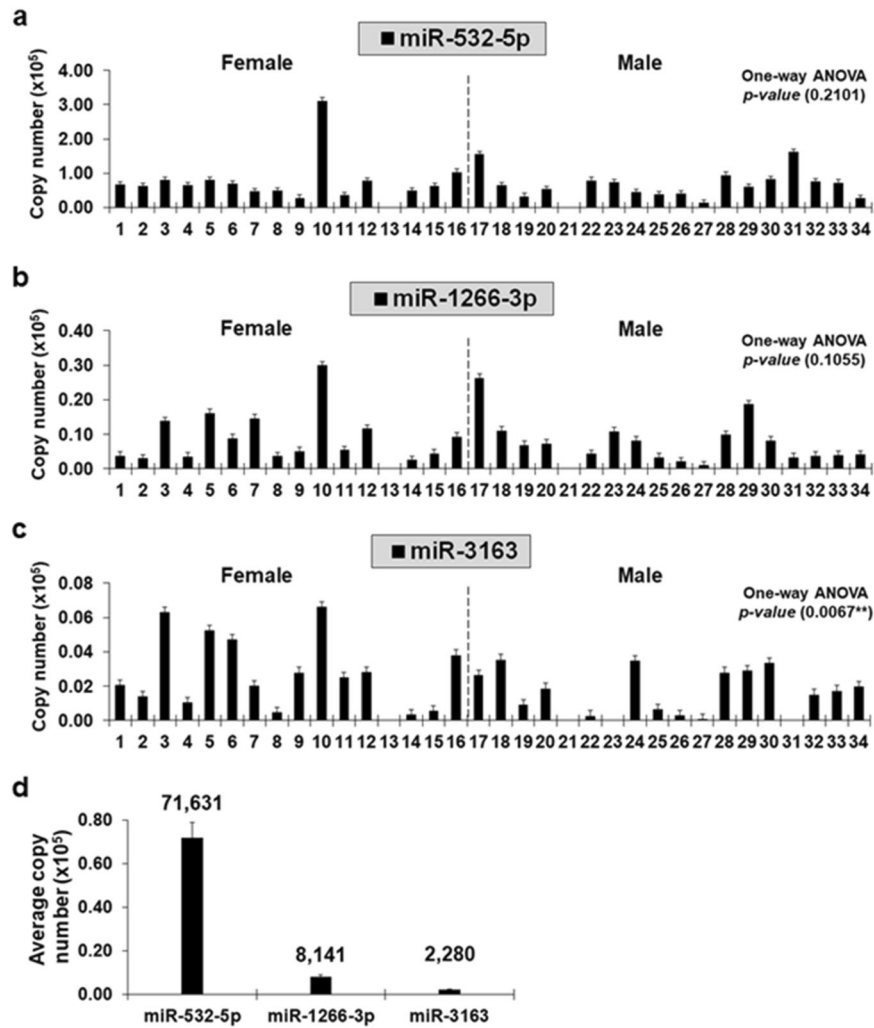 a
■ miR-532-5p
Female
Male
One-way ANOVA
p-value (0.2101)
Copy number (x10⁵)
4.00
3.00
2.00
1.00
0.00
1 2 3 4 5 6 7 8 9 10 11 12 13 14 15 16 17 18 19 20 21 22 23 24 25 26 27 28 29 30 31 32 33 34
b
■ miR-1266-3p
Female
Male
One-way ANOVA
p-value (0.1055)
Copy number (x10⁵)
0.40
0.30
0.20
0.10
0.00
1 2 3 4 5 6 7 8 9 10 11 12 13 14 15 16 17 18 19 20 21 22 23 24 25 26 27 28 29 30 31 32 33 34
c
■ miR-3163
Female
Male
One-way ANOVA
p-value (0.0067**)
Copy number (x10⁵)
0.08
0.06
0.04
0.02
0.00
1 2 3 4 5 6 7 8 9 10 11 12 13 14 15 16 17 18 19 20 21 22 23 24 25 26 27 28 29 30 31 32 33 34
d
Average copy
number (x10⁵)
0.80
0.60
0.40
0.20
0.00
71,631
8,141
2,280
miR-532-5p miR-1266-3p miR-3163